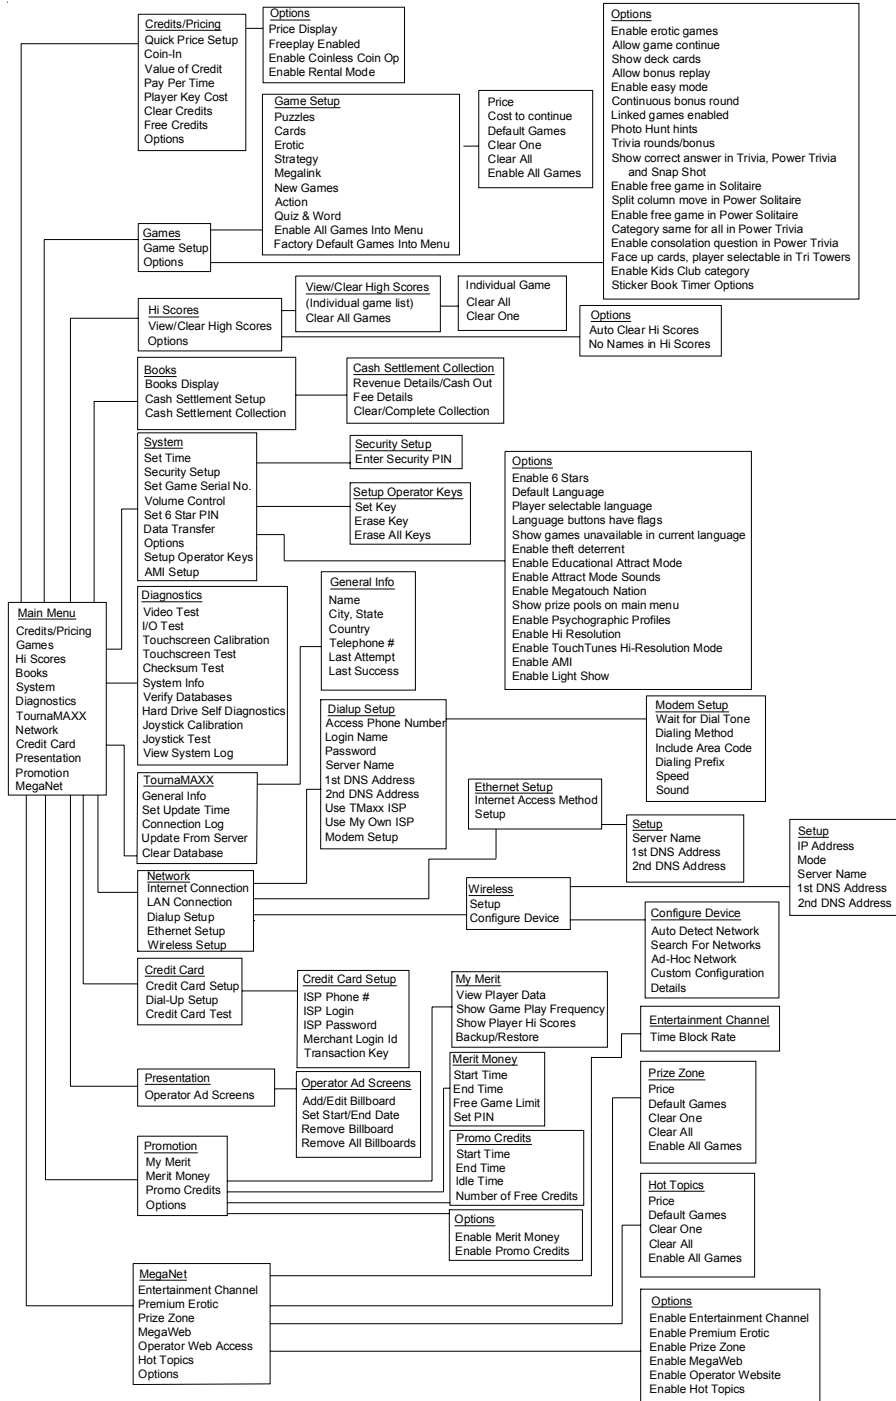 Credits/Pricing
Quick Price Setup
Coin-In
Value of Credit
Pay Per Time
Player Key Cost
Clear Credits
Free Credits
Options
Options
Price Display
Freeplay Enabled
Enable Coinless Coin Op
Enable Rental Mode
Game Setup
Puzzles
Cards
Erotic
Strategy
Megalink
New Games
Action
Quiz & Word
Enable All Games Into Menu
Factory Default Games Into Menu
Price
Cost to continue
Default Games
Clear One
Clear All
Enable All Games
Options
Enable erotic games
Allow game continue
Show deck cards
Allow bonus replay
Enable easy mode
Continuous bonus round
Linked games enabled
Photo Hunt hints
Trivia rounds/bonus
Show correct answer in Trivia, Power Trivia
and Snap Shot
Enable free game in Solitaire
Split column move in Power Solitaire
Enable free game in Power Solitaire
Category same for all in Power Trivia
Enable consolation question in Power Trivia
Face up cards, player selectable in Tri Towers
Enable Kids Club category
Sticker Book Timer Options
Games
Game Setup
Options
Hi Scores
View/Clear High Scores
Options
View/Clear High Scores
(Individual game list)
Clear All Games
Individual Game
Clear All
Clear One
Options
Auto Clear Hi Scores
No Names in Hi Scores
Books
Books Display
Cash Settlement Setup
Cash Settlement Collection
Cash Settlement Collection
Revenue Details/Cash Out
Fee Details
Clear/Complete Collection
System
Set Time
Security Setup
Set Game Serial No.
Volume Control
Set 6 Star PIN
Data Transfer
Options
Setup Operator Keys
AMI Setup
Security Setup
Enter Security PIN
Setup Operator Keys
Set Key
Erase Key
Erase All Keys
Options
Enable 6 Stars
Default Language
Player selectable language
Language buttons have flags
Show games unavailable in current language
Enable theft deterrent
Enable Educational Attract Mode
Enable Attract Mode Sounds
Enable Megatouch Nation
Show prize pools on main menu
Enable Psychographic Profiles
Enable Hi Resolution
Enable TouchTunes Hi-Resolution Mode
Enable AMI
Enable Light Show
Main Menu
Credits/Pricing
Games
Hi Scores
Books
System
Diagnostics
TournaMAXX
Network
Credit Card
Presentation
Promotion
MegaNet
Diagnostics
Video Test
I/O Test
Touchscreen Calibration
Touchscreen Test
Checksum Test
System Info
Verify Databases
Hard Drive Self Diagnostics
Joystick Calibration
Joystick Test
View System Log
General Info
Name
City, State
Country
Telephone #
Last Attempt
Last Success
TournaMAXX
General Info
Set Update Time
Connection Log
Update From Server
Clear Database
Dialup Setup
Access Phone Number
Login Name
Password
Server Name
1st DNS Address
2nd DNS Address
Use TMaxx ISP
Use My Own ISP
Modem Setup
Modem Setup
Wait for Dial Tone
Dialing Method
Include Area Code
Dialing Prefix
Speed
Sound
Ethernet Setup
Internet Access Method
Setup
Setup
Server Name
1st DNS Address
2nd DNS Address
Setup
IP Address
Mode
Server Name
1st DNS Address
2nd DNS Address
Network
Internet Connection
LAN Connection
Dialup Setup
Ethernet Setup
Wireless Setup
Wireless
Setup
Configure Device
Configure Device
Auto Detect Network
Search For Networks
Ad-Hoc Network
Custom Configuration
Details
Credit Card
Credit Card Setup
Dial-Up Setup
Credit Card Test
Credit Card Setup
ISP Phone #
ISP Login
ISP Password
Merchant Login Id
Transaction Key
My Merit
View Player Data
Show Game Play Frequency
Show Player Hi Scores
Backup/Restore
Entertainment Channel
Time Block Rate
Presentation
Operator Ad Screens
Operator Ad Screens
Add/Edit Billboard
Set Start/End Date
Remove Billboard
Remove All Billboards
Merit Money
Start Time
End Time
Free Game Limit
Set PIN
Prize Zone
Price
Default Games
Clear One
Clear All
Enable All Games
Promotion
My Merit
Merit Money
Promo Credits
Options
Promo Credits
Start Time
End Time
Idle Time
Number of Free Credits
Options
Enable Merit Money
Enable Promo Credits
Hot Topics
Price
Default Games
Clear One
Clear All
Enable All Games
MegaNet
Entertainment Channel
Premium Erotic
Prize Zone
MegaWeb
Operator Web Access
Hot Topics
Options
Options
Enable Entertainment Channel
Enable Premium Erotic
Enable Prize Zone
Enable MegaWeb
Enable Operator Website
Enable Hot Topics